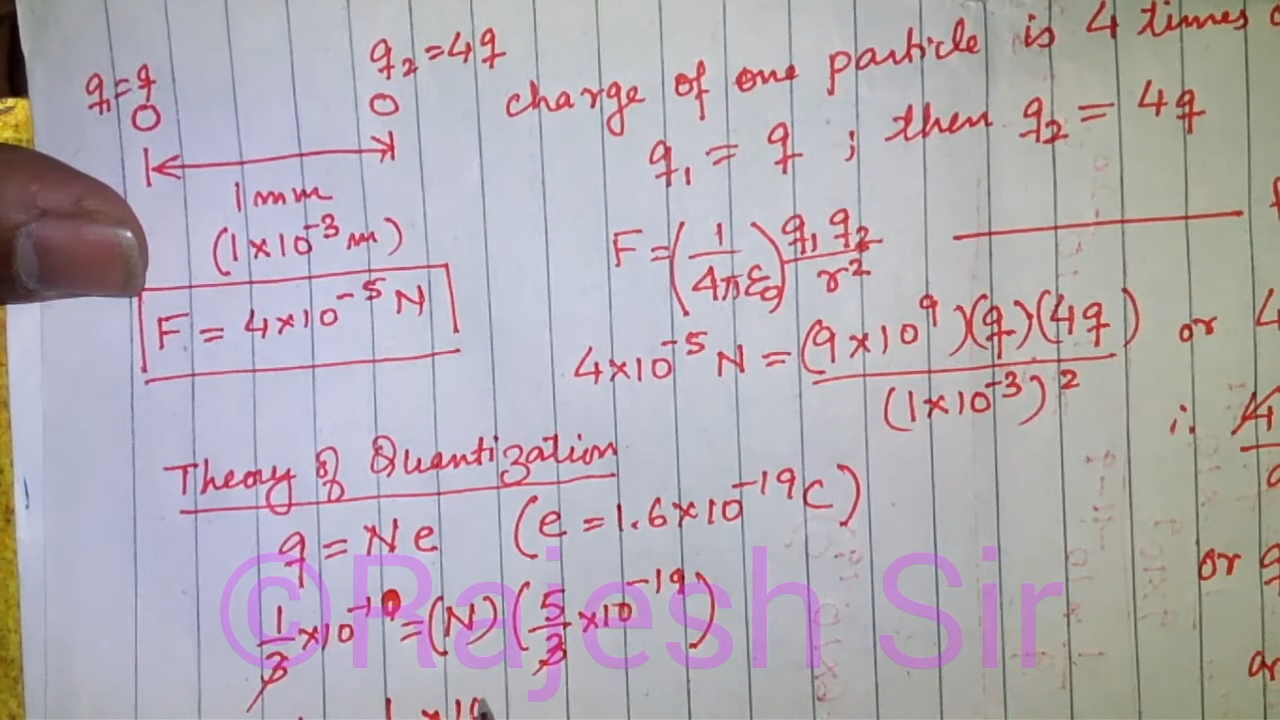 q₁ = q
q₂ = 4q
1 mm
(1×10⁻³ m)
F = 4×10⁻⁵ N
charge of one particle is 4 times
q₁ = q ; then q₂ = 4q
F = (1/4πε₀) q₁q₂/r²
4×10⁻⁵ N = (9×10⁹)(q)(4q)/(1×10⁻³)² or 4
Theory of Quantization
q = Ne (e = 1.6×10⁻¹⁹ C)
or q
1/3 ×10⁻¹⁰ = (N)(5/3 ×10⁻¹⁹)
©Rajesh Sir